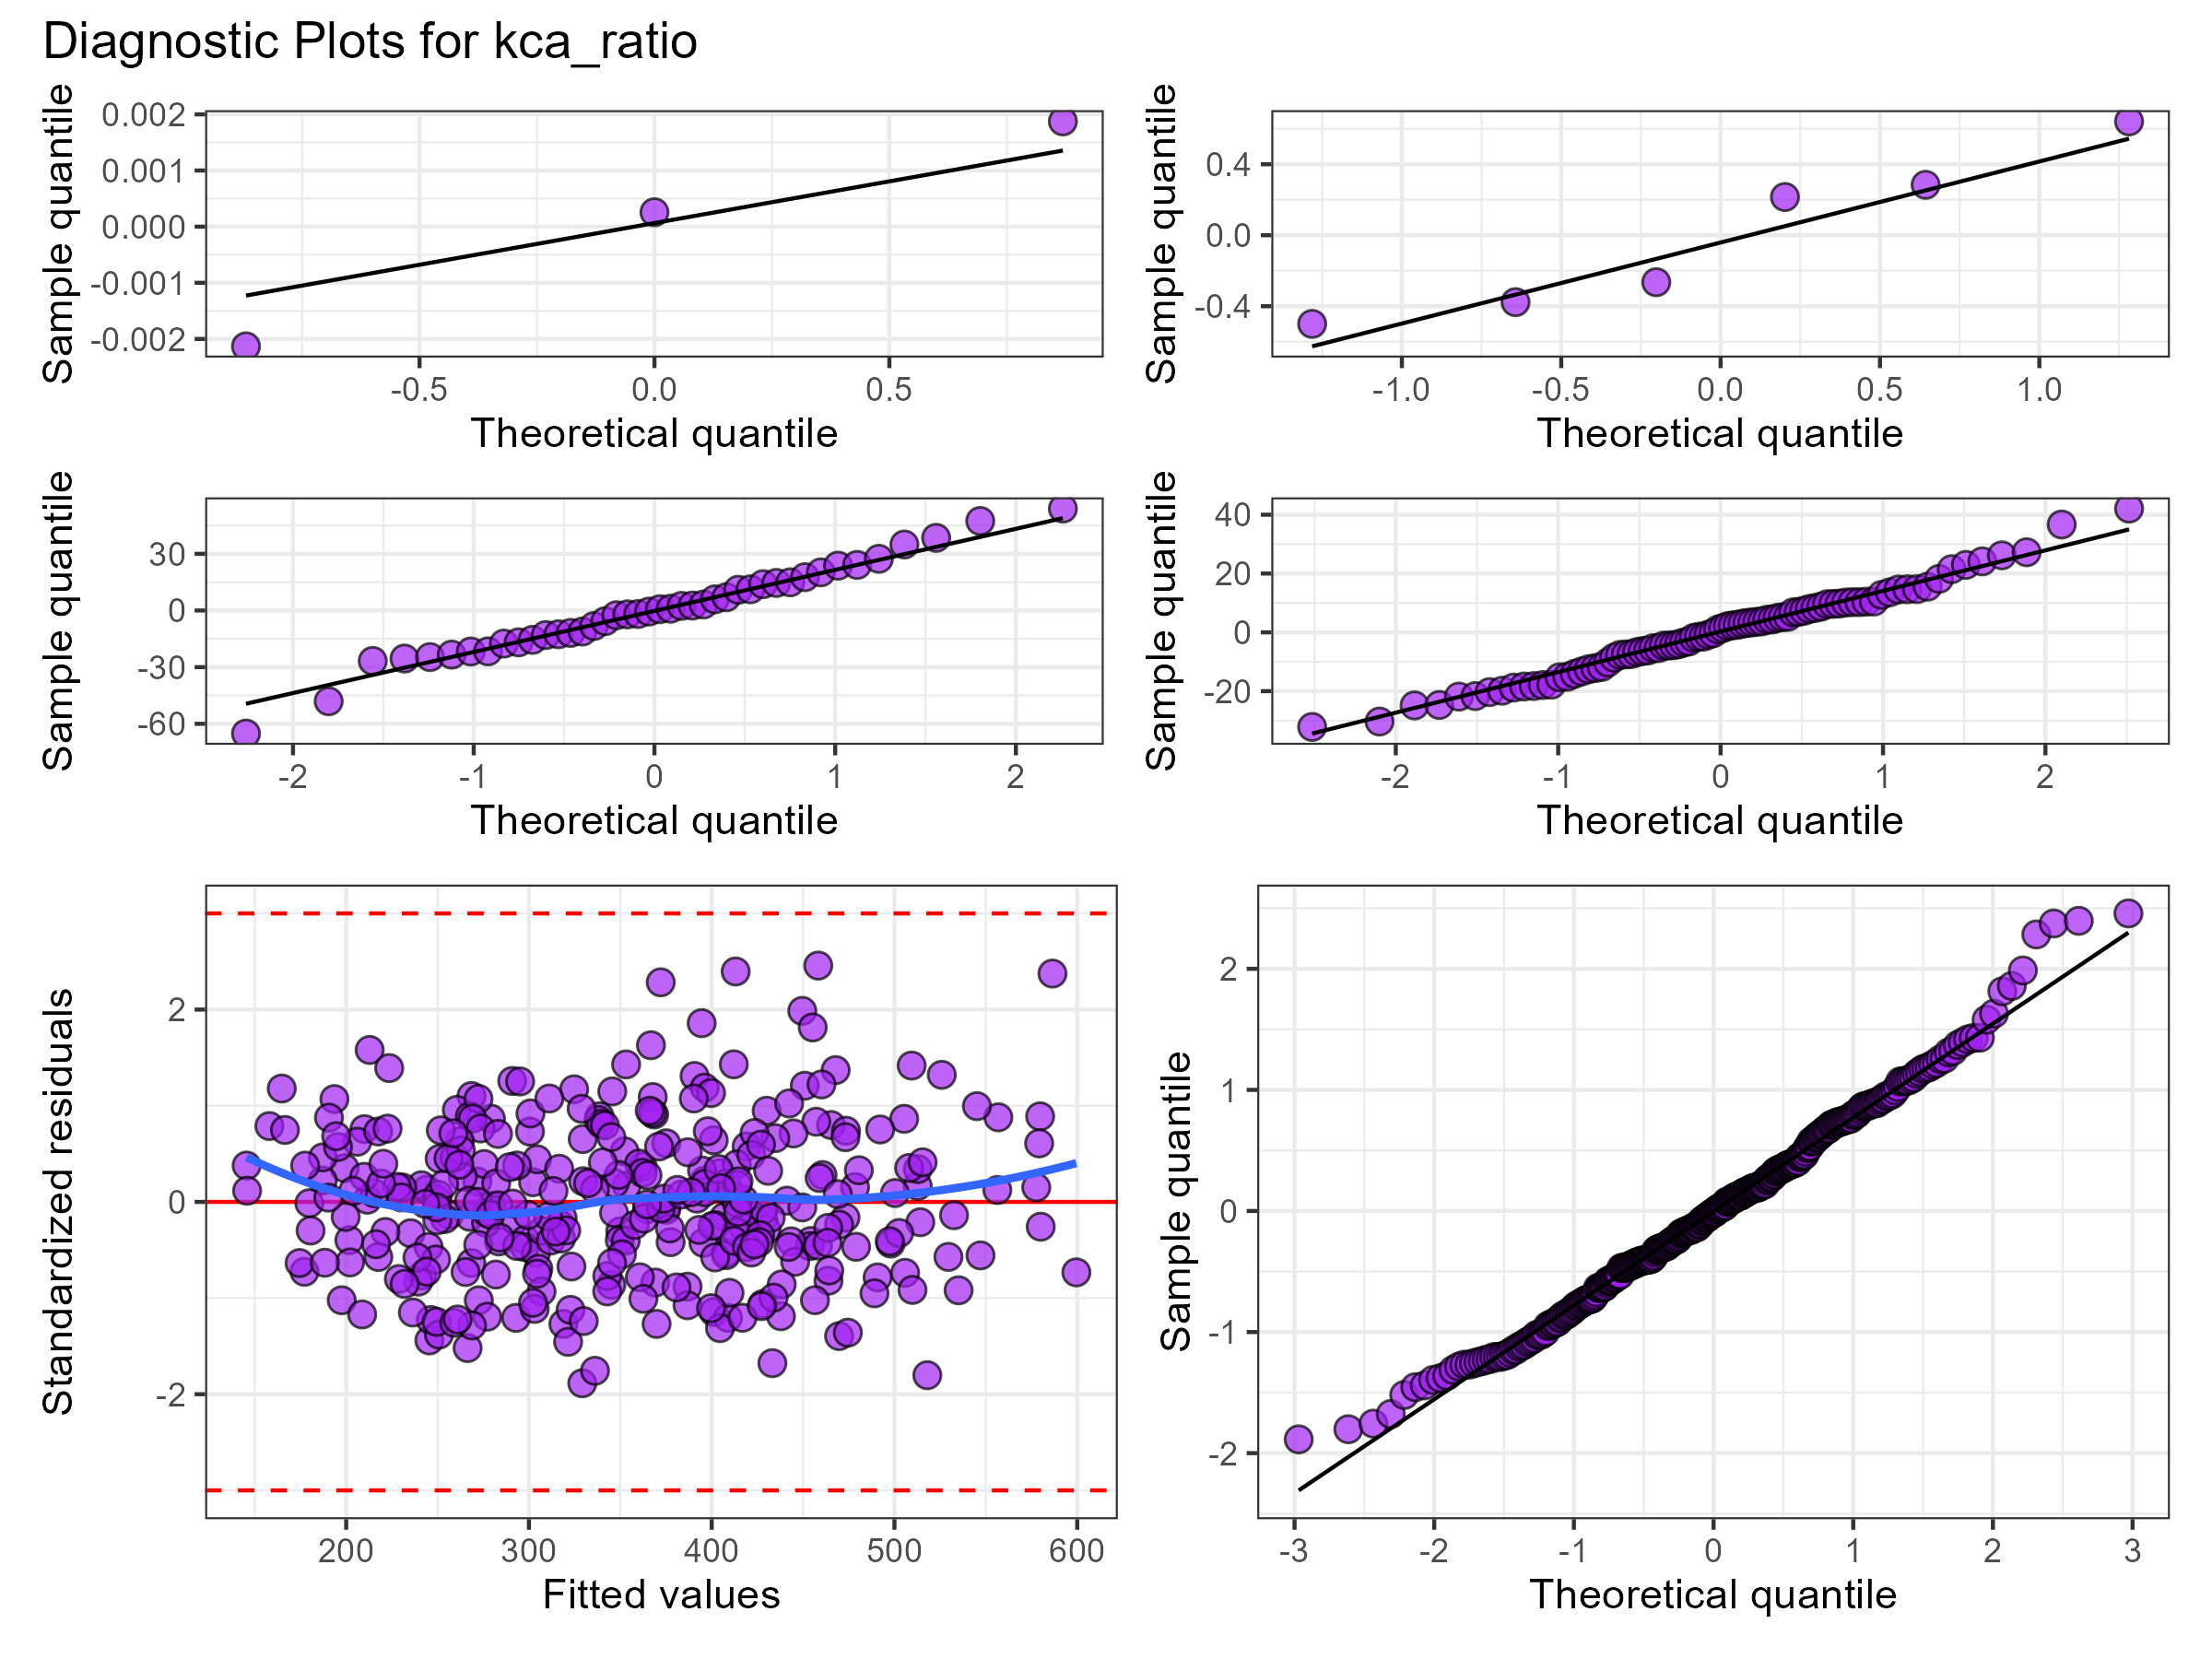 Diagnostic Plots for kca_ratio
Sample quantile
0.002
0.001
0.000
-0.001
-0.002
-0.5 0.0 0.5
Theoretical quantile
Sample quantile
0.4
0.0
-0.4
-1.0 -0.5 0.0 0.5 1.0
Theoretical quantile
Sample quantile
30
0
-30
-60
-2 -1 0 1 2
Theoretical quantile
Sample quantile
40
20
0
-20
-2 -1 0 1 2
Theoretical quantile
Standardized residuals
2
0
-2
200 300 400 500 600
Fitted values
Sample quantile
2
1
0
-1
-2
-3 -2 -1 0 1 2 3
Theoretical quantile